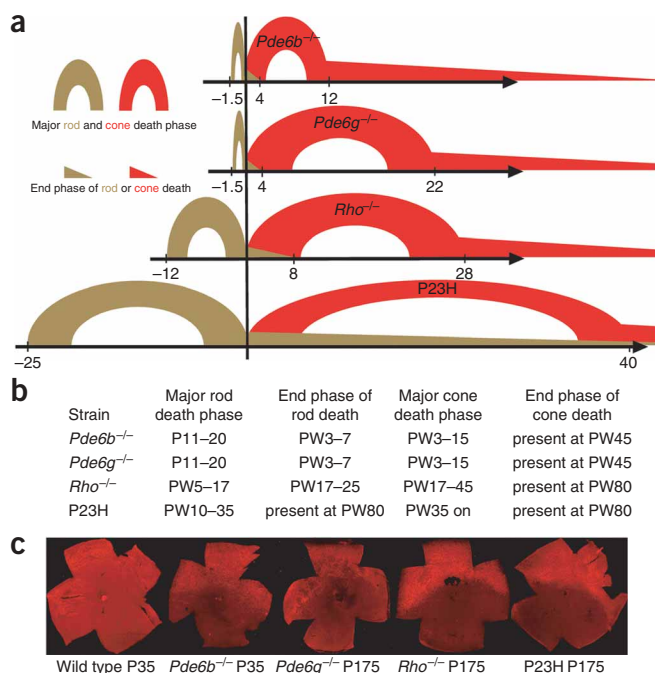 a
Pde6b–/–
–1.5 4 12
Major rod and cone death phase
Pde6g–/–
–1.5 4 22
End phase of rod or cone death
Rho–/–
–12 8 28
P23H
–25 40
b
Strain Major rod death phase End phase of rod death Major cone death phase End phase of cone death
Pde6b–/– P11–20 PW3–7 PW3–15 present at PW45
Pde6g–/– P11–20 PW3–7 PW3–15 present at PW45
Rho–/– PW5–17 PW17–25 PW17–45 present at PW80
P23H PW10–35 present at PW80 PW35 on present at PW80
c
Wild type P35 Pde6b–/– P35 Pde6g–/– P175 Rho–/– P175 P23H P175